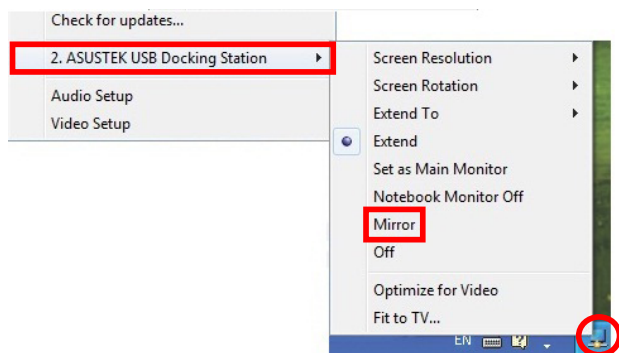 Check for updates...
2. ASUSTEK USB Docking Station
Audio Setup
Video Setup
Screen Resolution
Screen Rotation
Extend To
Extend
Set as Main Monitor
Notebook Monitor Off
Mirror
Off
Optimize for Video
Fit to TV...
EN